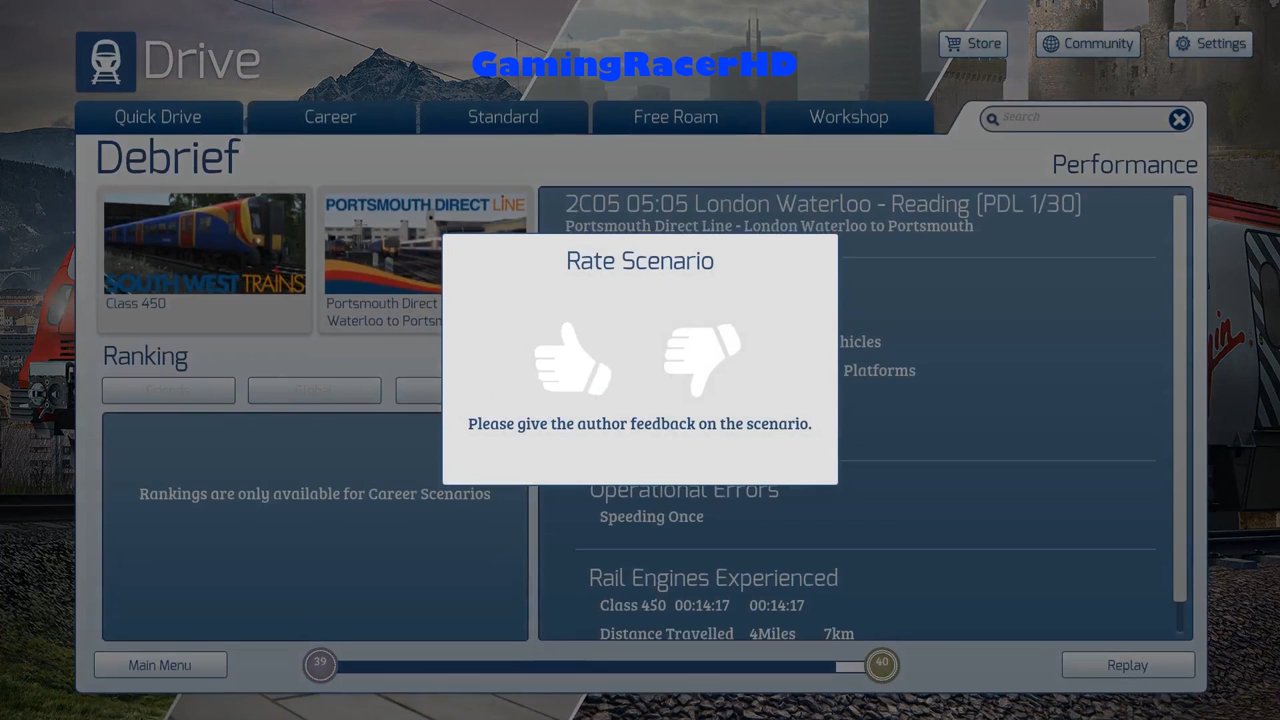 GamingRacerHD
Drive
Store
Community
Settings
Quick Drive
Career
Standard
Free Roam
Workshop
Search
Debrief
Performance
SOUTH WEST TRAINS
Class 450
PORTSMOUTH DIRECT LINE
Portsmouth Direct
Waterloo to Portsm
2C05 05:05 London Waterloo - Reading [PDL 1/30]
Portsmouth Direct Line - London Waterloo to Portsmouth
Rate Scenario
Please give the author feedback on the scenario.
hicles
Platforms
Ranking
Friends
Global
Rankings are only available for Career Scenarios
Operational Errors
Speeding Once
Rail Engines Experienced
Class 450 00:14:17 00:14:17
Distance Travelled 4Miles 7km
Main Menu
39
40
Replay